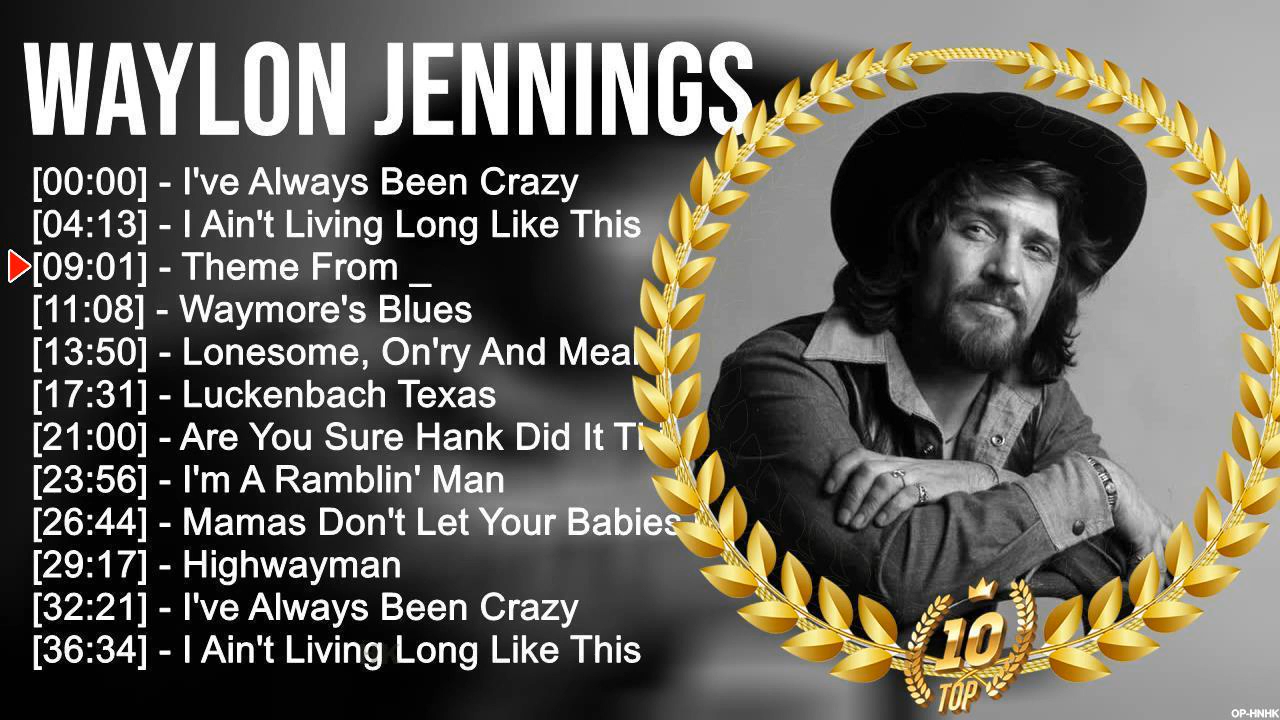 WAYLON JENNINGS
[00:00] - I've Always Been Crazy
[04:13] - I Ain't Living Long Like This
[09:01] - Theme From _
[11:08] - Waymore's Blues
[13:50] - Lonesome, On'ry And Mean
[17:31] - Luckenbach Texas
[21:00] - Are You Sure Hank Did It
[23:56] - I'm A Ramblin' Man
[26:44] - Mamas Don't Let Your Babies
[29:17] - Highwayman
[32:21] - I've Always Been Crazy
[36:34] - I Ain't Living Long Like This
10
TOP
OP-HNHK